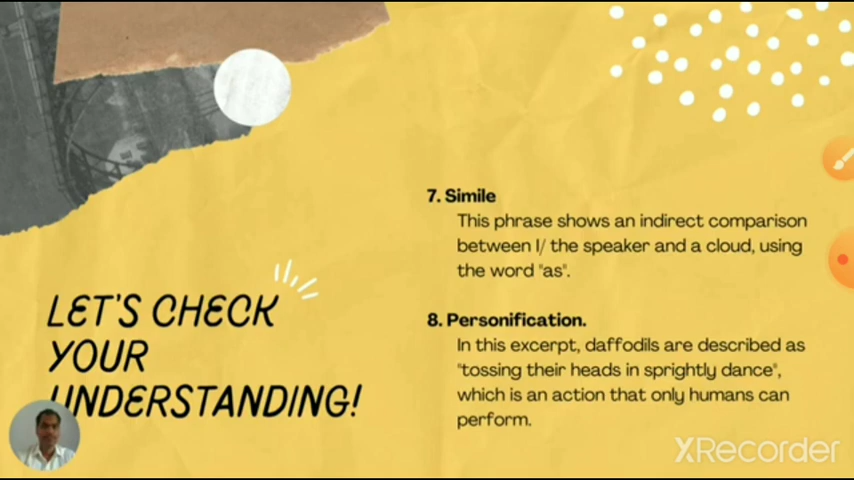 7. Simile
This phrase shows an indirect comparison
between I/ the speaker and a cloud, using
the word "as".
8. Personification.
In this excerpt, daffodils are described as
"tossing their heads in sprightly dance",
which is an action that only humans can
perform.
LET'S CHECK
YOUR
UNDERSTANDING!
XRecorder